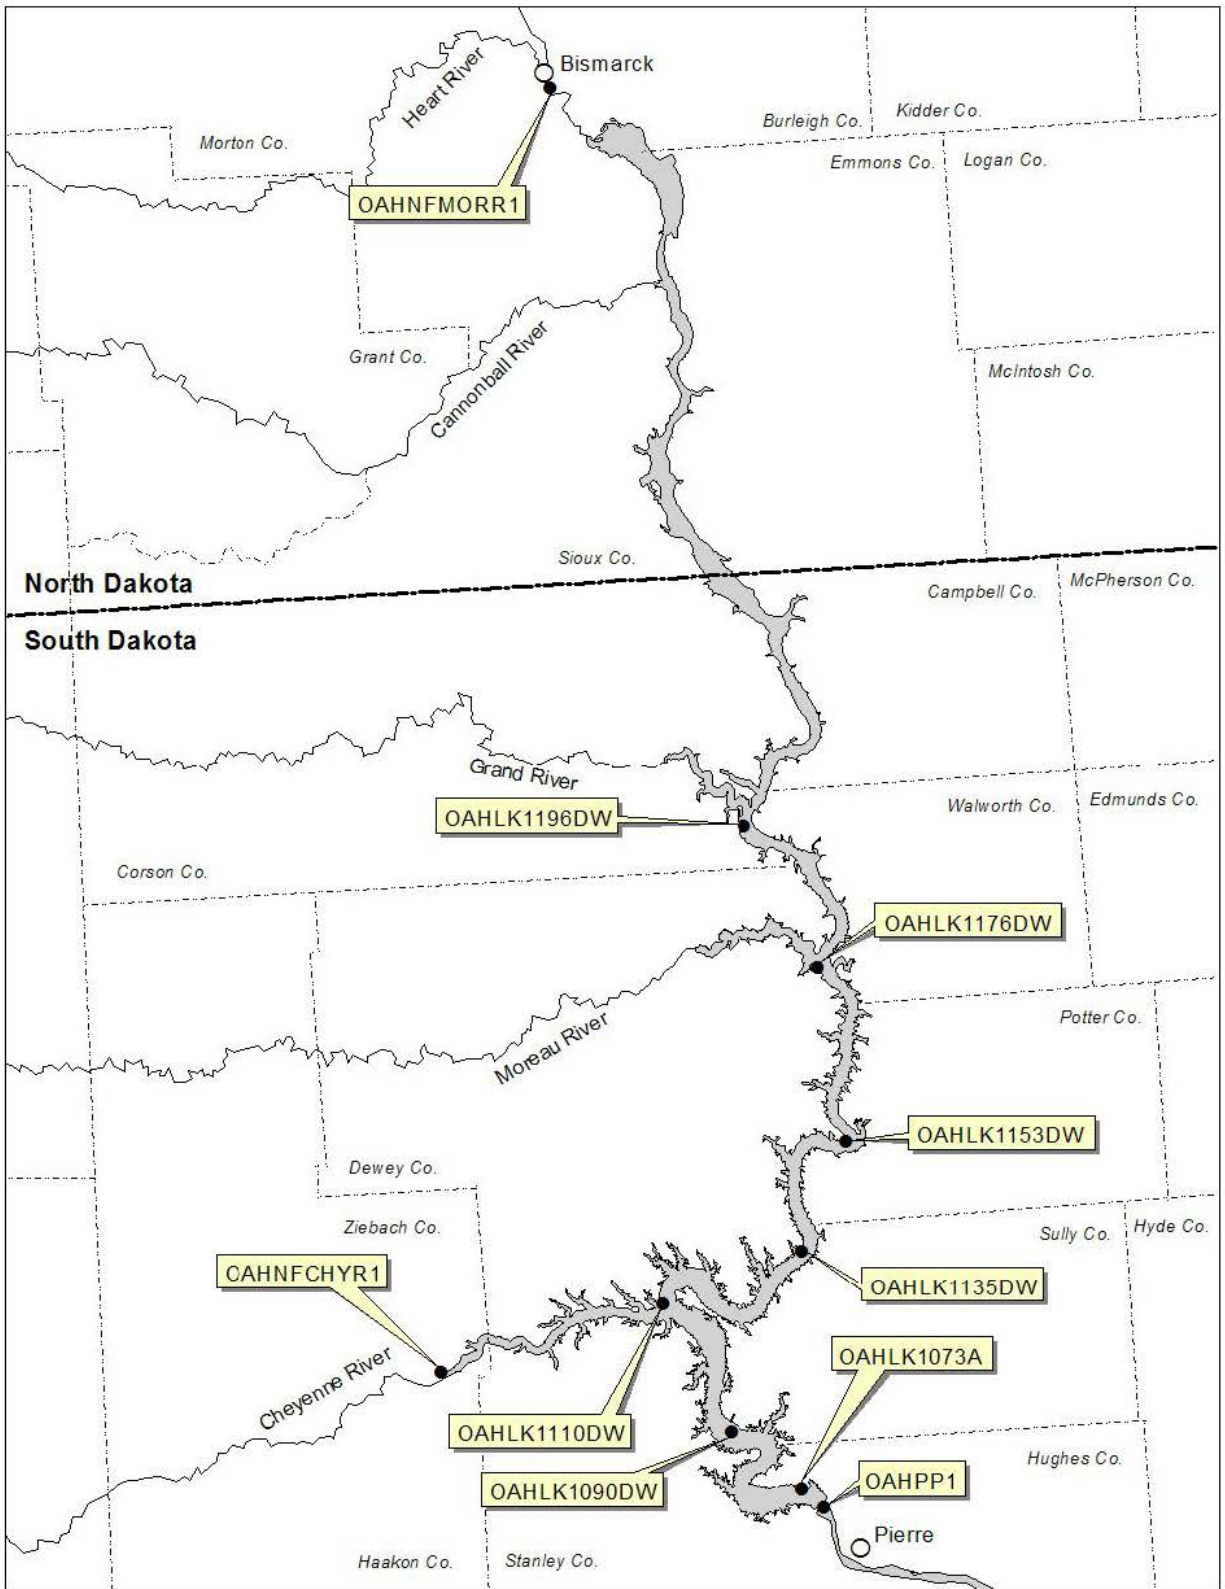 Bismarck
Heart River
Burleigh Co.
Kidder Co.
Morton Co.
Emmons Co.
Logan Co.
OAHNFMORR1
Grant Co.
Cannonball River
McIntosh Co.
Sioux Co.
North Dakota
McPherson Co.
Campbell Co.
South Dakota
Grand River
OAHLK1196DW
Walworth Co.
Edmunds Co.
Corson Co.
OAHLK1176DW
Potter Co.
Moreau River
OAHLK1153DW
Dewey Co.
Ziebach Co.
Sully Co.
Hyde Co.
OAHNFCHYR1
OAHLK1135DW
OAHLK1073A
Cheyenne River
OAHLK1110DW
Hughes Co.
OAHLK1090DW
OAHPP1
Pierre
Haakon Co.
Stanley Co.